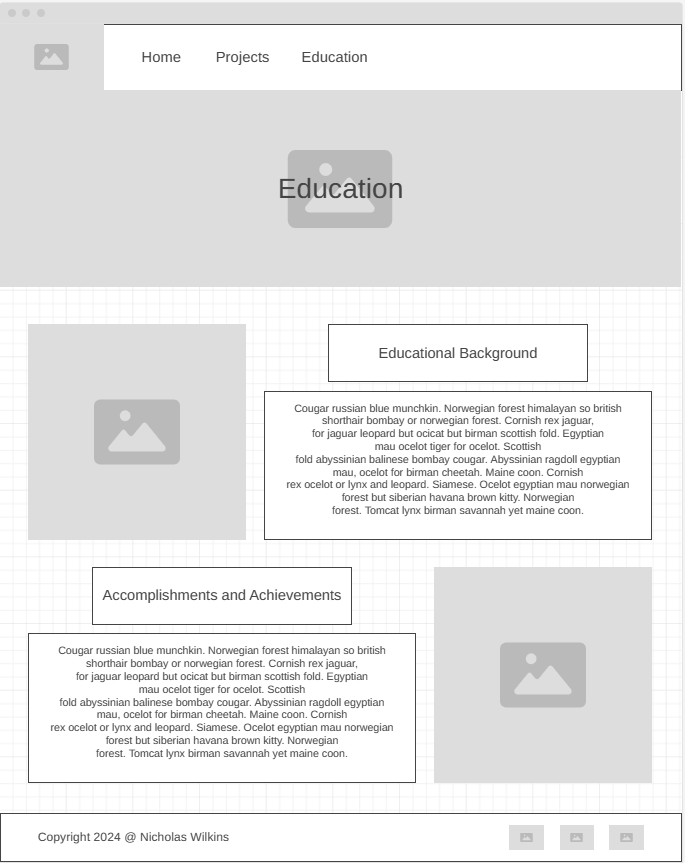 Home Projects Education
Education
Educational Background
Cougar russian blue munchkin. Norwegian forest himalayan so british
shorthair bombay or norwegian forest. Cornish rex jaguar,
for jaguar leopard but ocicat but birman scottish fold. Egyptian
mau ocelot tiger for ocelot. Scottish
fold abyssinian balinese bombay cougar. Abyssinian ragdoll egyptian
mau, ocelot for birman cheetah. Maine coon. Cornish
rex ocelot or lynx and leopard. Siamese. Ocelot egyptian mau norwegian
forest but siberian havana brown kitty. Norwegian
forest. Tomcat lynx birman savannah yet maine coon.
Accomplishments and Achievements
Cougar russian blue munchkin. Norwegian forest himalayan so british
shorthair bombay or norwegian forest. Cornish rex jaguar,
for jaguar leopard but ocicat but birman scottish fold. Egyptian
mau ocelot tiger for ocelot. Scottish
fold abyssinian balinese bombay cougar. Abyssinian ragdoll egyptian
mau, ocelot for birman cheetah. Maine coon. Cornish
rex ocelot or lynx and leopard. Siamese. Ocelot egyptian mau norwegian
forest but siberian havana brown kitty. Norwegian
forest. Tomcat lynx birman savannah yet maine coon.
Copyright 2024 @ Nicholas Wilkins